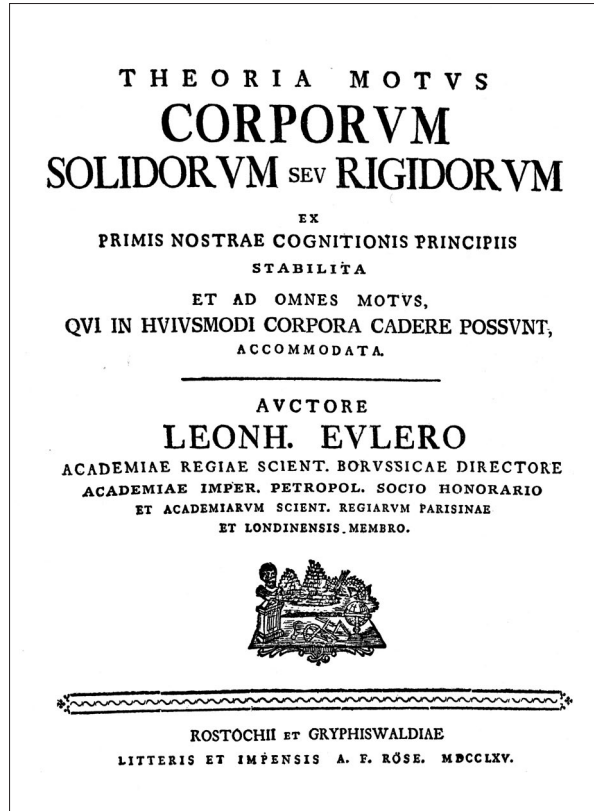 THEORIA MOTVS
CORPORVM
SOLIDORVM SEV RIGIDORVM
EX
PRIMIS NOSTRAE COGNITIONIS PRINCIPIIS
STABILITA
ET AD OMNES MOTVS,
QVI IN HVIVSMODI CORPORA CADERE POSSVNT,
ACCOMMODATA.
AVCTORE
LEONH. EVLERO
ACADEMIAE REGIAE SCIENT. BORVSSICAE DIRECTORE
ACADEMIAE IMPER. PETROPOL. SOCIO HONORARIO
ET ACADEMIARVM SCIENT. REGIARVM PARISINAE
ET LONDINENSIS MEMBRO.
ROSTOCHII ET GRYPHISWALDIAE
LITTERIS ET IMPENSIS A. F. RÖSE. MDCCLXV.